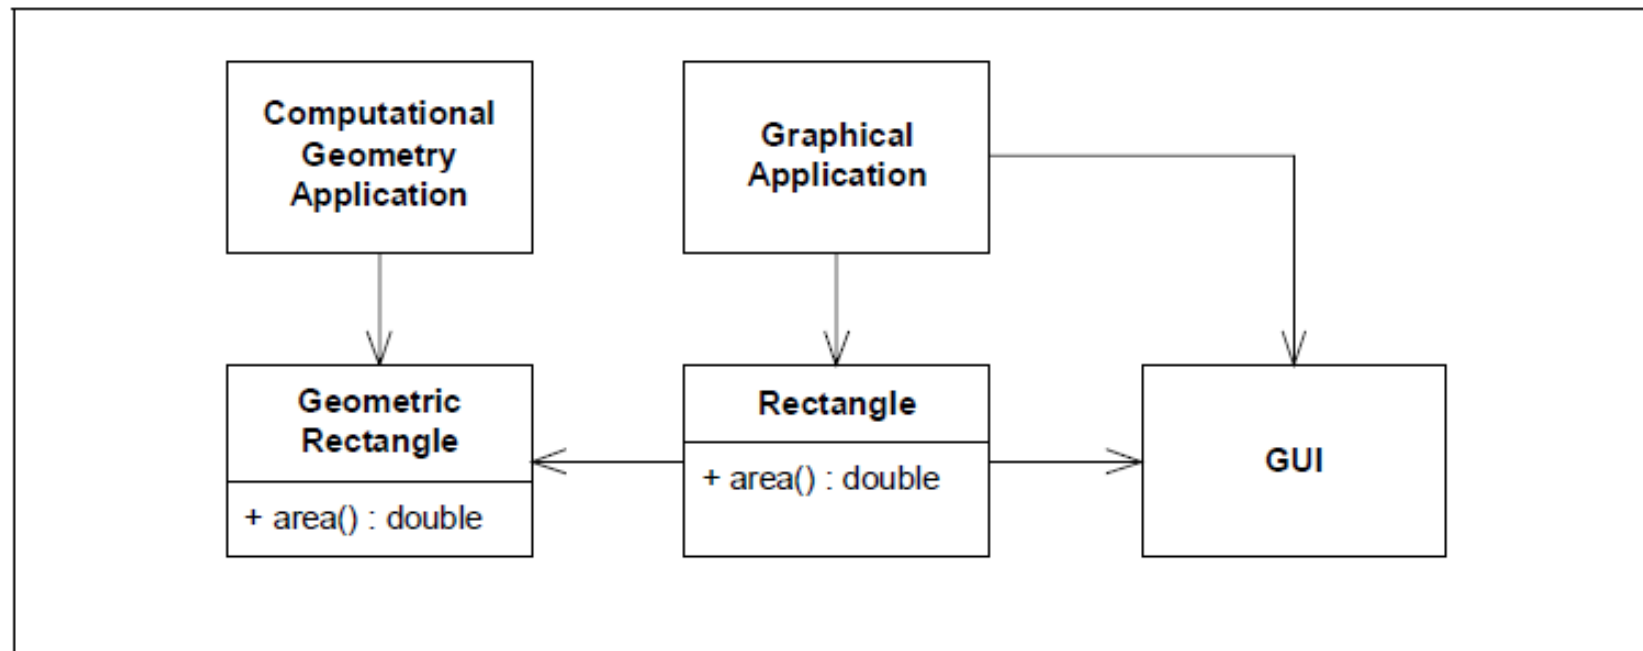 Computational
Geometry
Application
Graphical
Application
Geometric
Rectangle
+ area() : double
Rectangle
+ area() : double
GUI